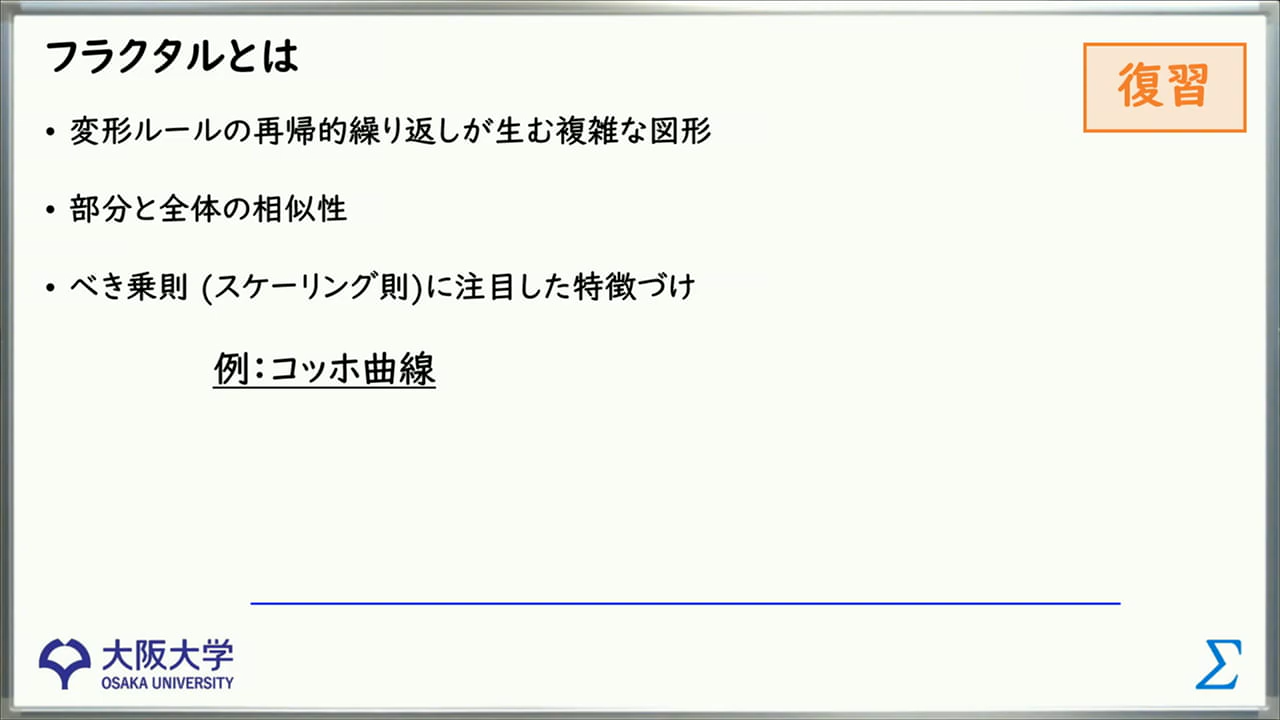 フラクタルとは
復習
• 変形ルールの再帰的繰り返しが生む複雑な図形
• 部分と全体の相似性
• べき乗則 (スケーリング則)に注目した特徴づけ
例：コッホ曲線
大阪大学
OSAKA UNIVERSITY
Σ